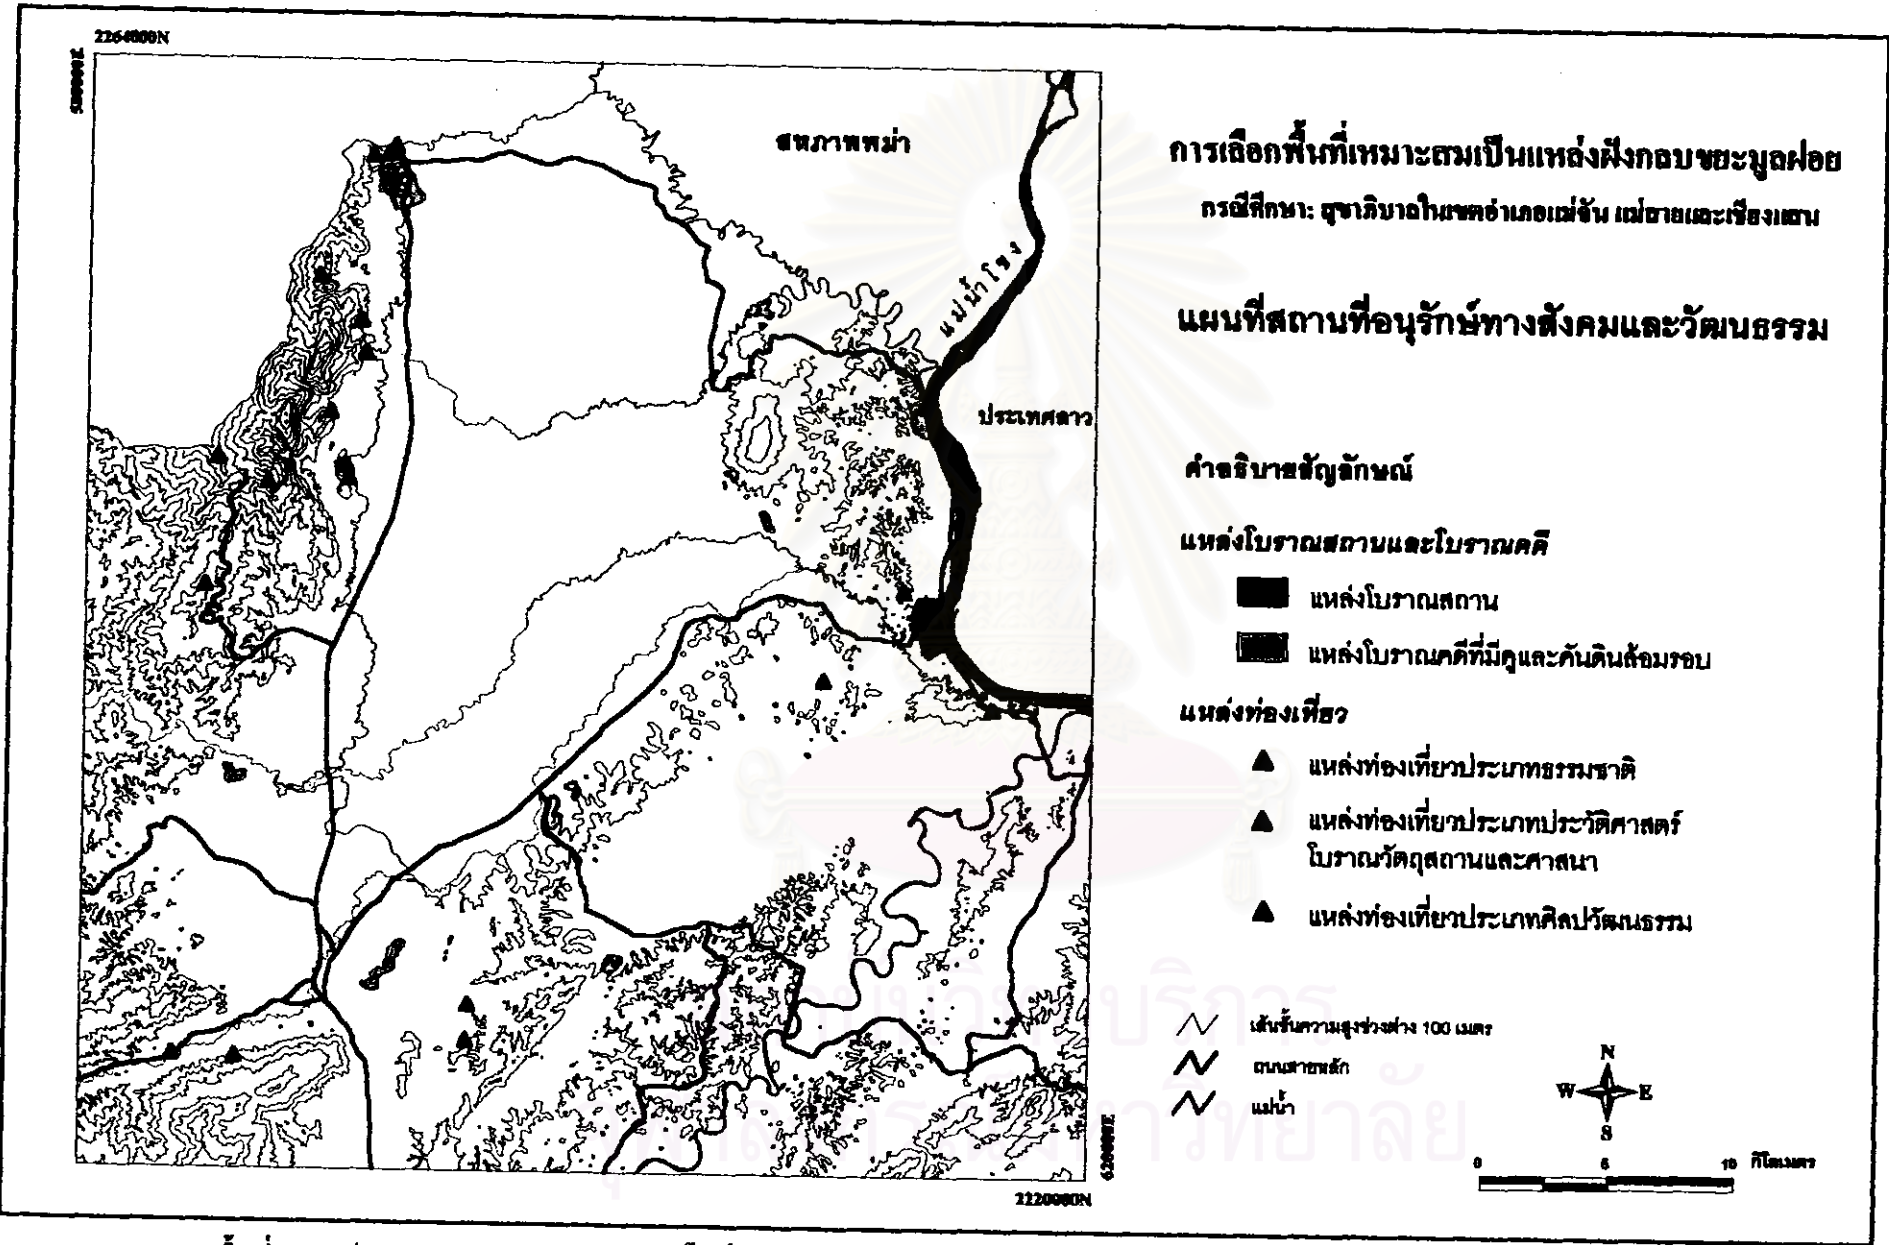 2264000N
580000E
สหภาพพม่า
แม่น้ำโขง
ประเทศลาว
การเลือกพื้นที่เหมาะสมเป็นแหล่งฝังกลบขยะมูลฝอย
กรณีศึกษา: สุขาภิบาลในเขตอำเภอแม่จัน แม่สายและเชียงแสน
แผนที่สถานที่อนุรักษ์ทางสังคมและวัฒนธรรม
คำอธิบายสัญลักษณ์
แหล่งโบราณสถานและโบราณคดี
แหล่งโบราณสถาน
แหล่งโบราณคดีที่มีคูและคันดินล้อมรอบ
แหล่งท่องเที่ยว
แหล่งท่องเที่ยวประเภทธรรมชาติ
แหล่งท่องเที่ยวประเภทประวัติศาสตร์
โบราณวัตถุสถานและศาสนา
แหล่งท่องเที่ยวประเภทศิลปวัฒนธรรม
เส้นชั้นความสูงช่วงต่าง 100 เมตร
ถนนสายหลัก
แม่น้ำ
N
W E
S
0 5 10 กิโลเมตร
620000E
2220000N